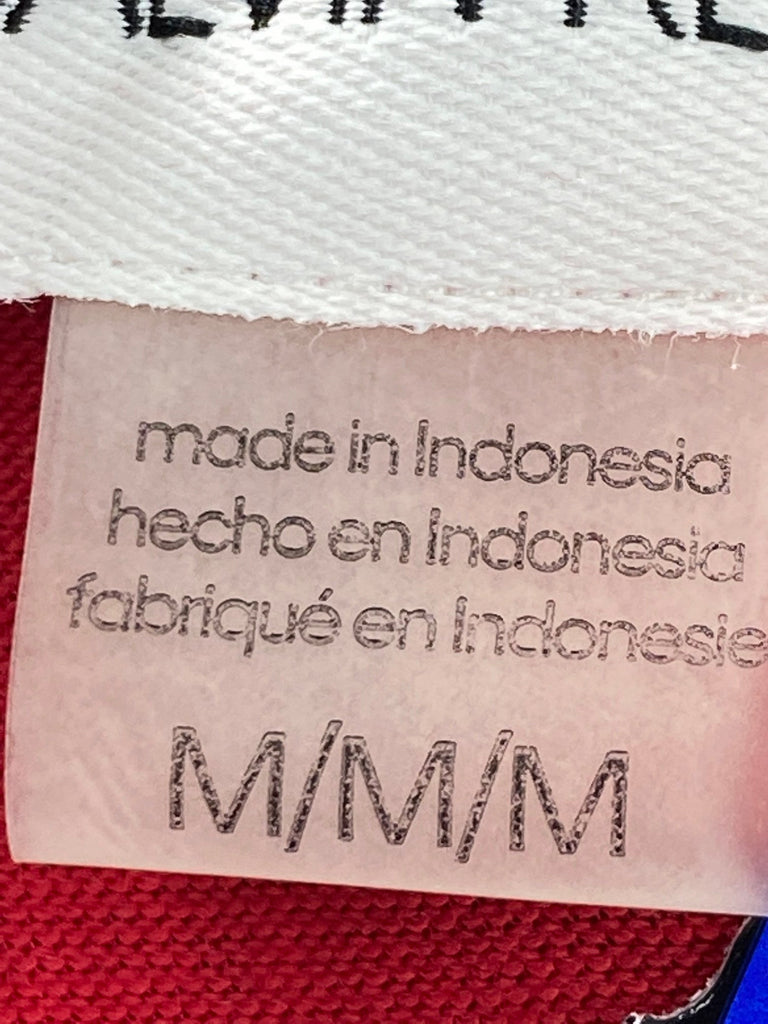 made in Indonesia
hecho en Indonesia
fabriqué en Indonesie
M/M/M